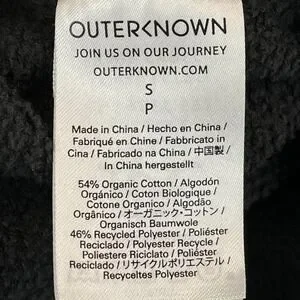 OUTERKNOWN
JOIN US ON OUR JOURNEY
OUTERKNOWN.COM
S
P
Made in China / Hecho en China /
Fabriqué en Chine / Fabbricato in
Cina / Fabricado na China / 中国製 /
In China hergestellt
54% Organic Cotton / Algodón
Orgánico / Coton Biologique /
Cotone Organico / Algodão
Orgânico / オーガニック・コットン /
Organisch Baumwolle
46% Recycled Polyester / Poliéster
Reciclado / Polyester Recycle /
Poliestere Riciclato / Poliéster
Reciclado / リサイクルポリエステル /
Recyceltes Polyester